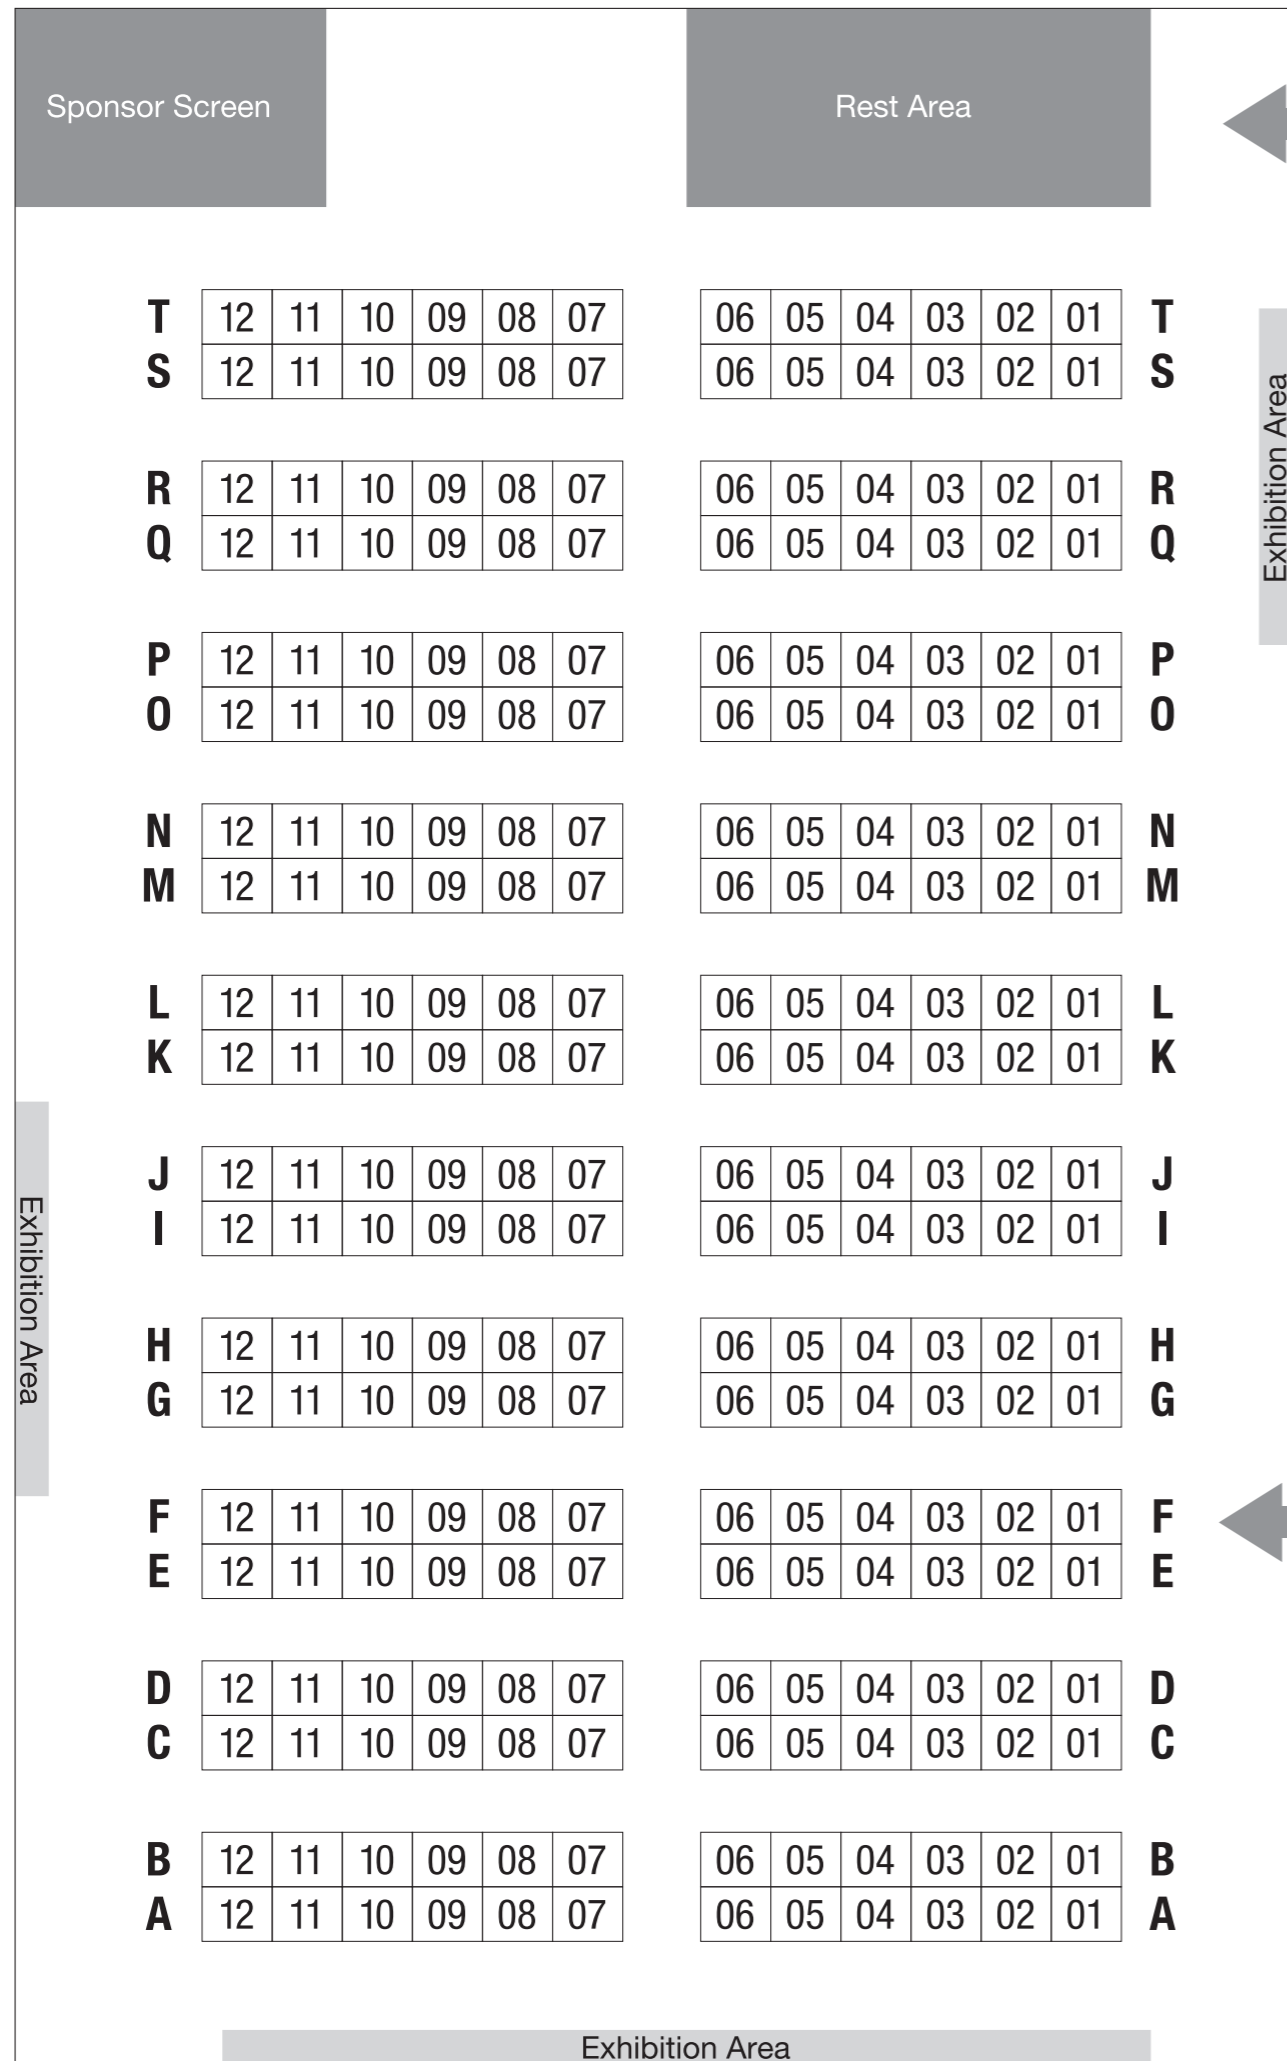 Sponsor Screen
Rest Area
T 12 11 10 09 08 07 06 05 04 03 02 01 T
S 12 11 10 09 08 07 06 05 04 03 02 01 S
Exhibition Area
R 12 11 10 09 08 07 06 05 04 03 02 01 R
Q 12 11 10 09 08 07 06 05 04 03 02 01 Q
P 12 11 10 09 08 07 06 05 04 03 02 01 P
O 12 11 10 09 08 07 06 05 04 03 02 01 O
N 12 11 10 09 08 07 06 05 04 03 02 01 N
M 12 11 10 09 08 07 06 05 04 03 02 01 M
L 12 11 10 09 08 07 06 05 04 03 02 01 L
K 12 11 10 09 08 07 06 05 04 03 02 01 K
J 12 11 10 09 08 07 06 05 04 03 02 01 J
I 12 11 10 09 08 07 06 05 04 03 02 01 I
Exhibition Area
H 12 11 10 09 08 07 06 05 04 03 02 01 H
G 12 11 10 09 08 07 06 05 04 03 02 01 G
F 12 11 10 09 08 07 06 05 04 03 02 01 F
E 12 11 10 09 08 07 06 05 04 03 02 01 E
D 12 11 10 09 08 07 06 05 04 03 02 01 D
C 12 11 10 09 08 07 06 05 04 03 02 01 C
B 12 11 10 09 08 07 06 05 04 03 02 01 B
A 12 11 10 09 08 07 06 05 04 03 02 01 A
Exhibition Area